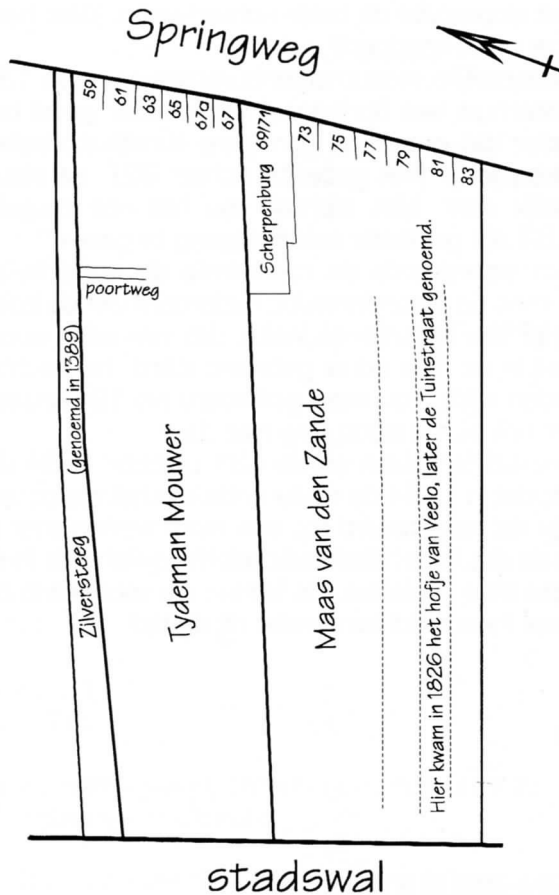 Springweg
59
61
63
65
67a
67
69/71
73
75
77
79
81
83
Scherpenburg
poortweg
Zilversteeg (genoemd in 1389)
Tydeman Mouwer
Maas van den Zande
Hier kwam in 1826 het hofje van Veelo, later de Tuinstraat genoemd.
stadswal